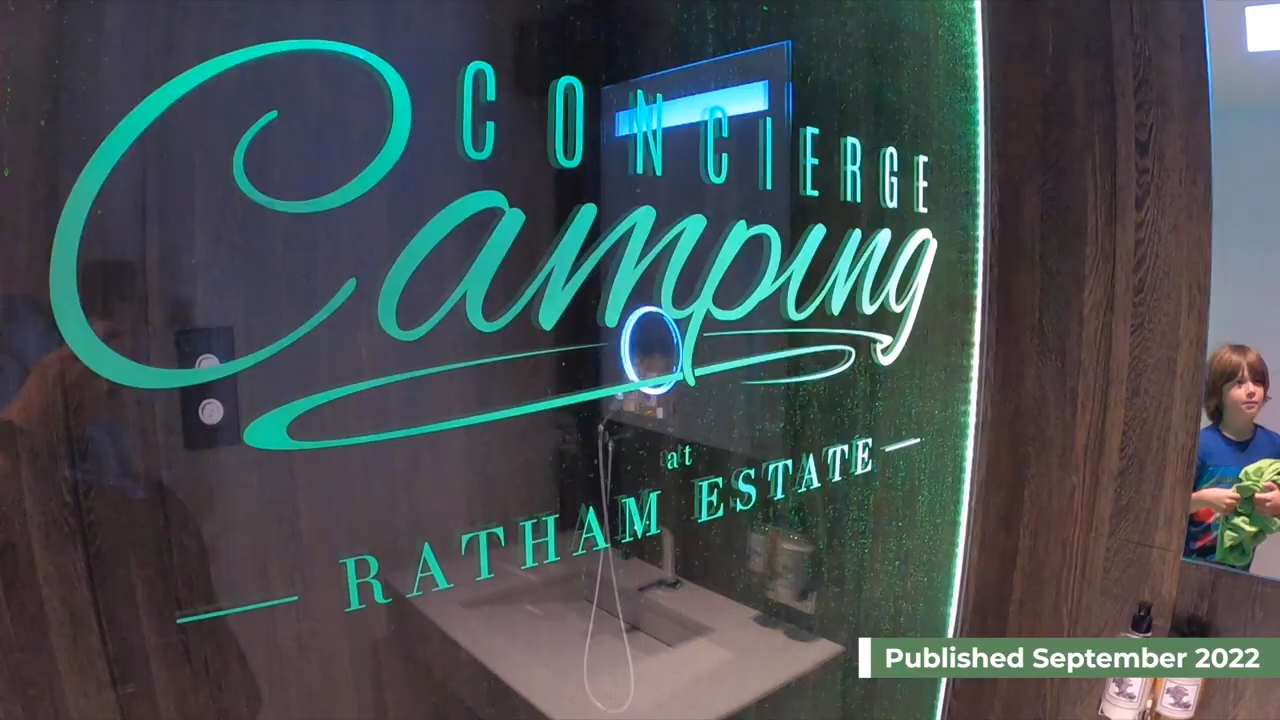 CONCIERGE
Camping
at
RATHAM ESTATE
Published September 2022